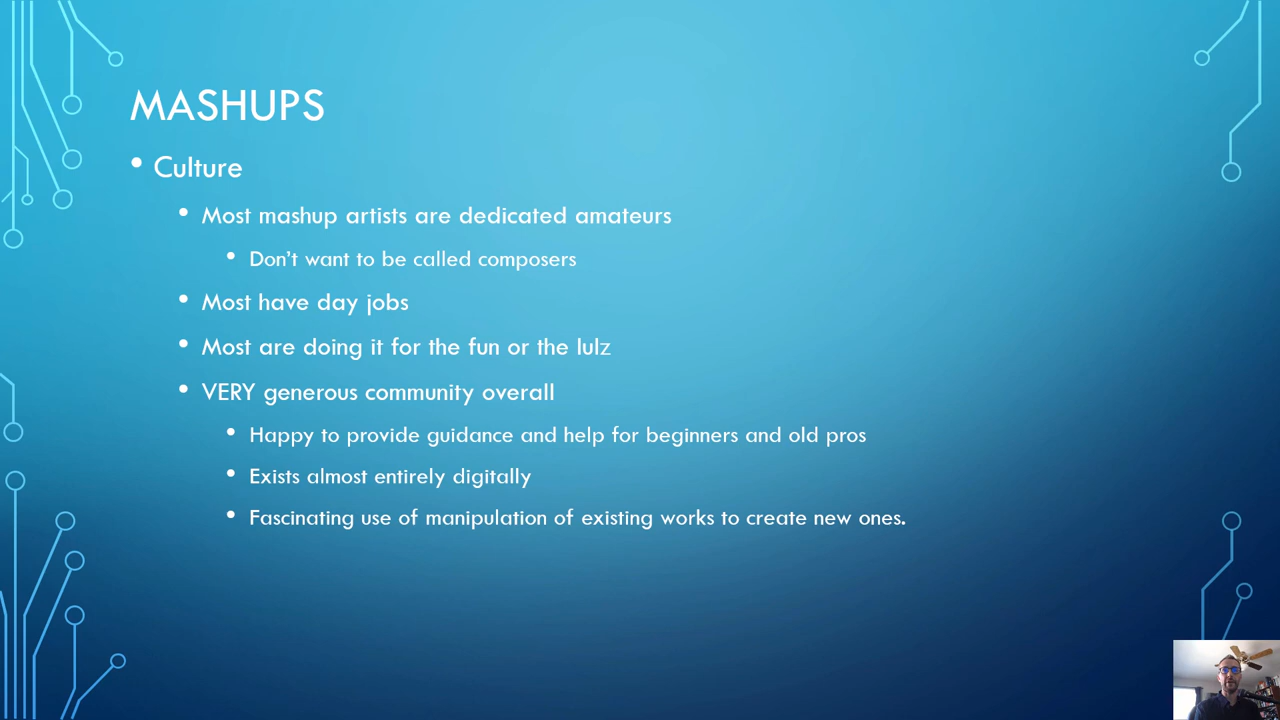 MASHUPS
• Culture
• Most mashup artists are dedicated amateurs
• Don't want to be called composers
• Most have day jobs
• Most are doing it for the fun or the lulz
• VERY generous community overall
• Happy to provide guidance and help for beginners and old pros
• Exists almost entirely digitally
• Fascinating use of manipulation of existing works to create new ones.